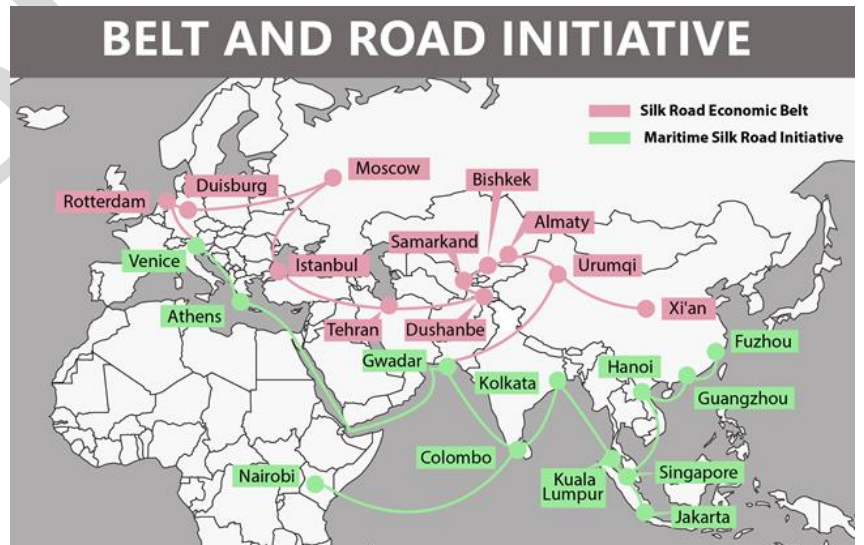 BELT AND ROAD INITIATIVE
Silk Road Economic Belt
Maritime Silk Road Initiative
Moscow
Bishkek
Duisburg
Rotterdam
Almaty
Samarkand
Venice
Istanbul
Urumqi
Athens
Tehran
Dushanbe
Xi'an
Fuzhou
Gwadar
Hanoi
Kolkata
Guangzhou
Colombo
Nairobi
Kuala
Lumpur
Singapore
Jakarta